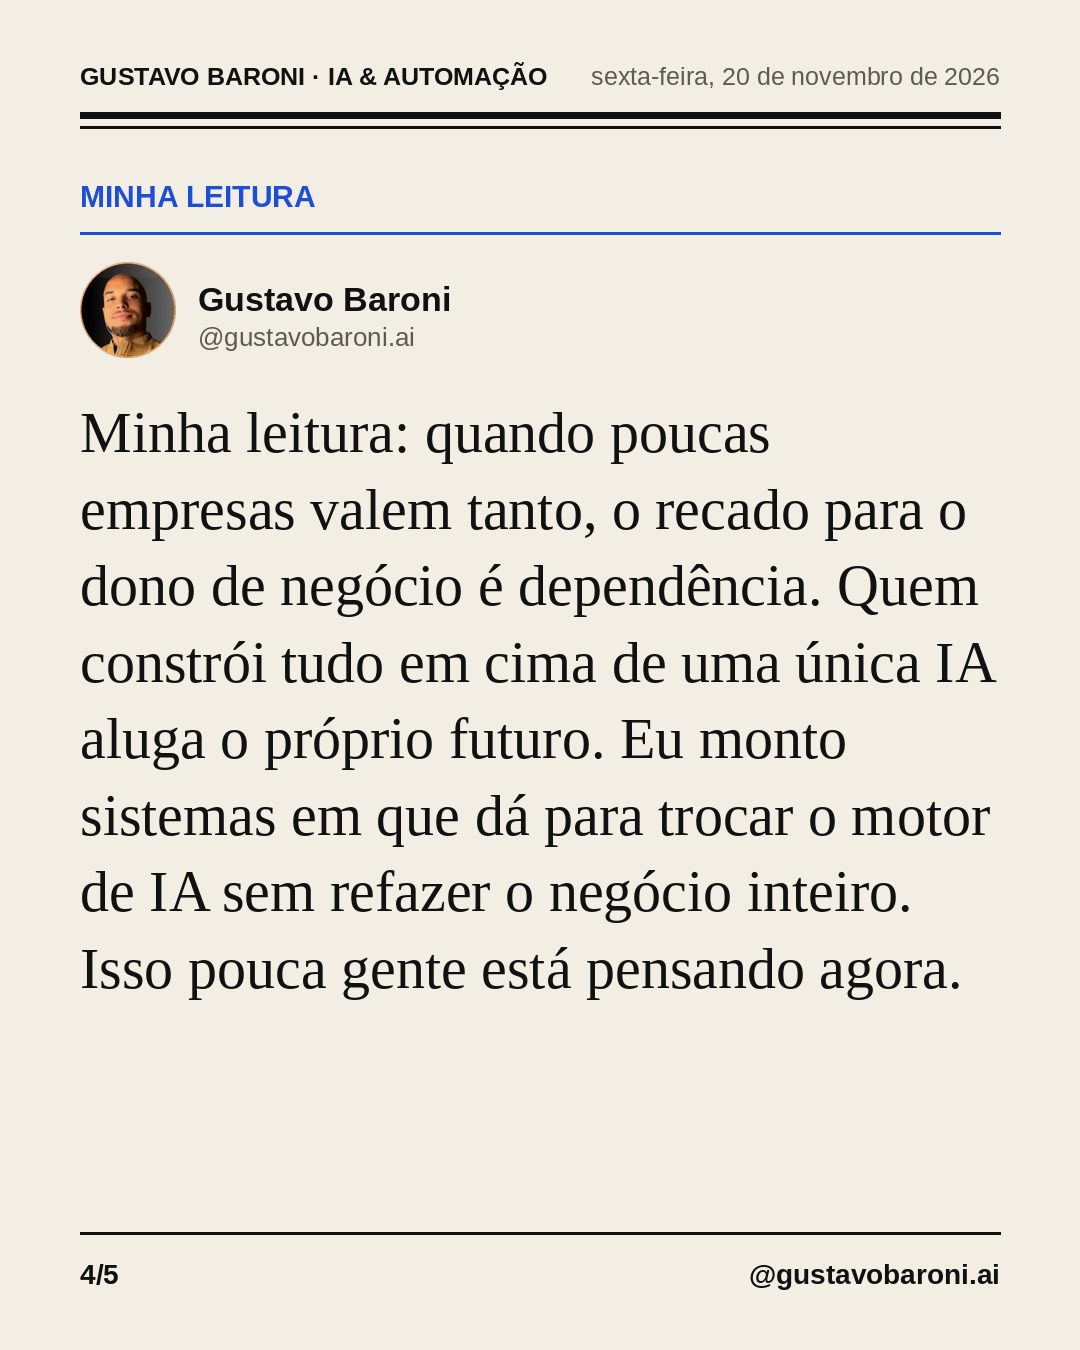 GUSTAVO BARONI · IA & AUTOMAÇÃO
sexta-feira, 20 de novembro de 2026
MINHA LEITURA
Gustavo Baroni
@gustavobaroni.ai
Minha leitura: quando poucas
empresas valem tanto, o recado para o
dono de negócio é dependência. Quem
constrói tudo em cima de uma única IA
aluga o próprio futuro. Eu monto
sistemas em que dá para trocar o motor
de IA sem refazer o negócio inteiro.
Isso pouca gente está pensando agora.
4/5
@gustavobaroni.ai